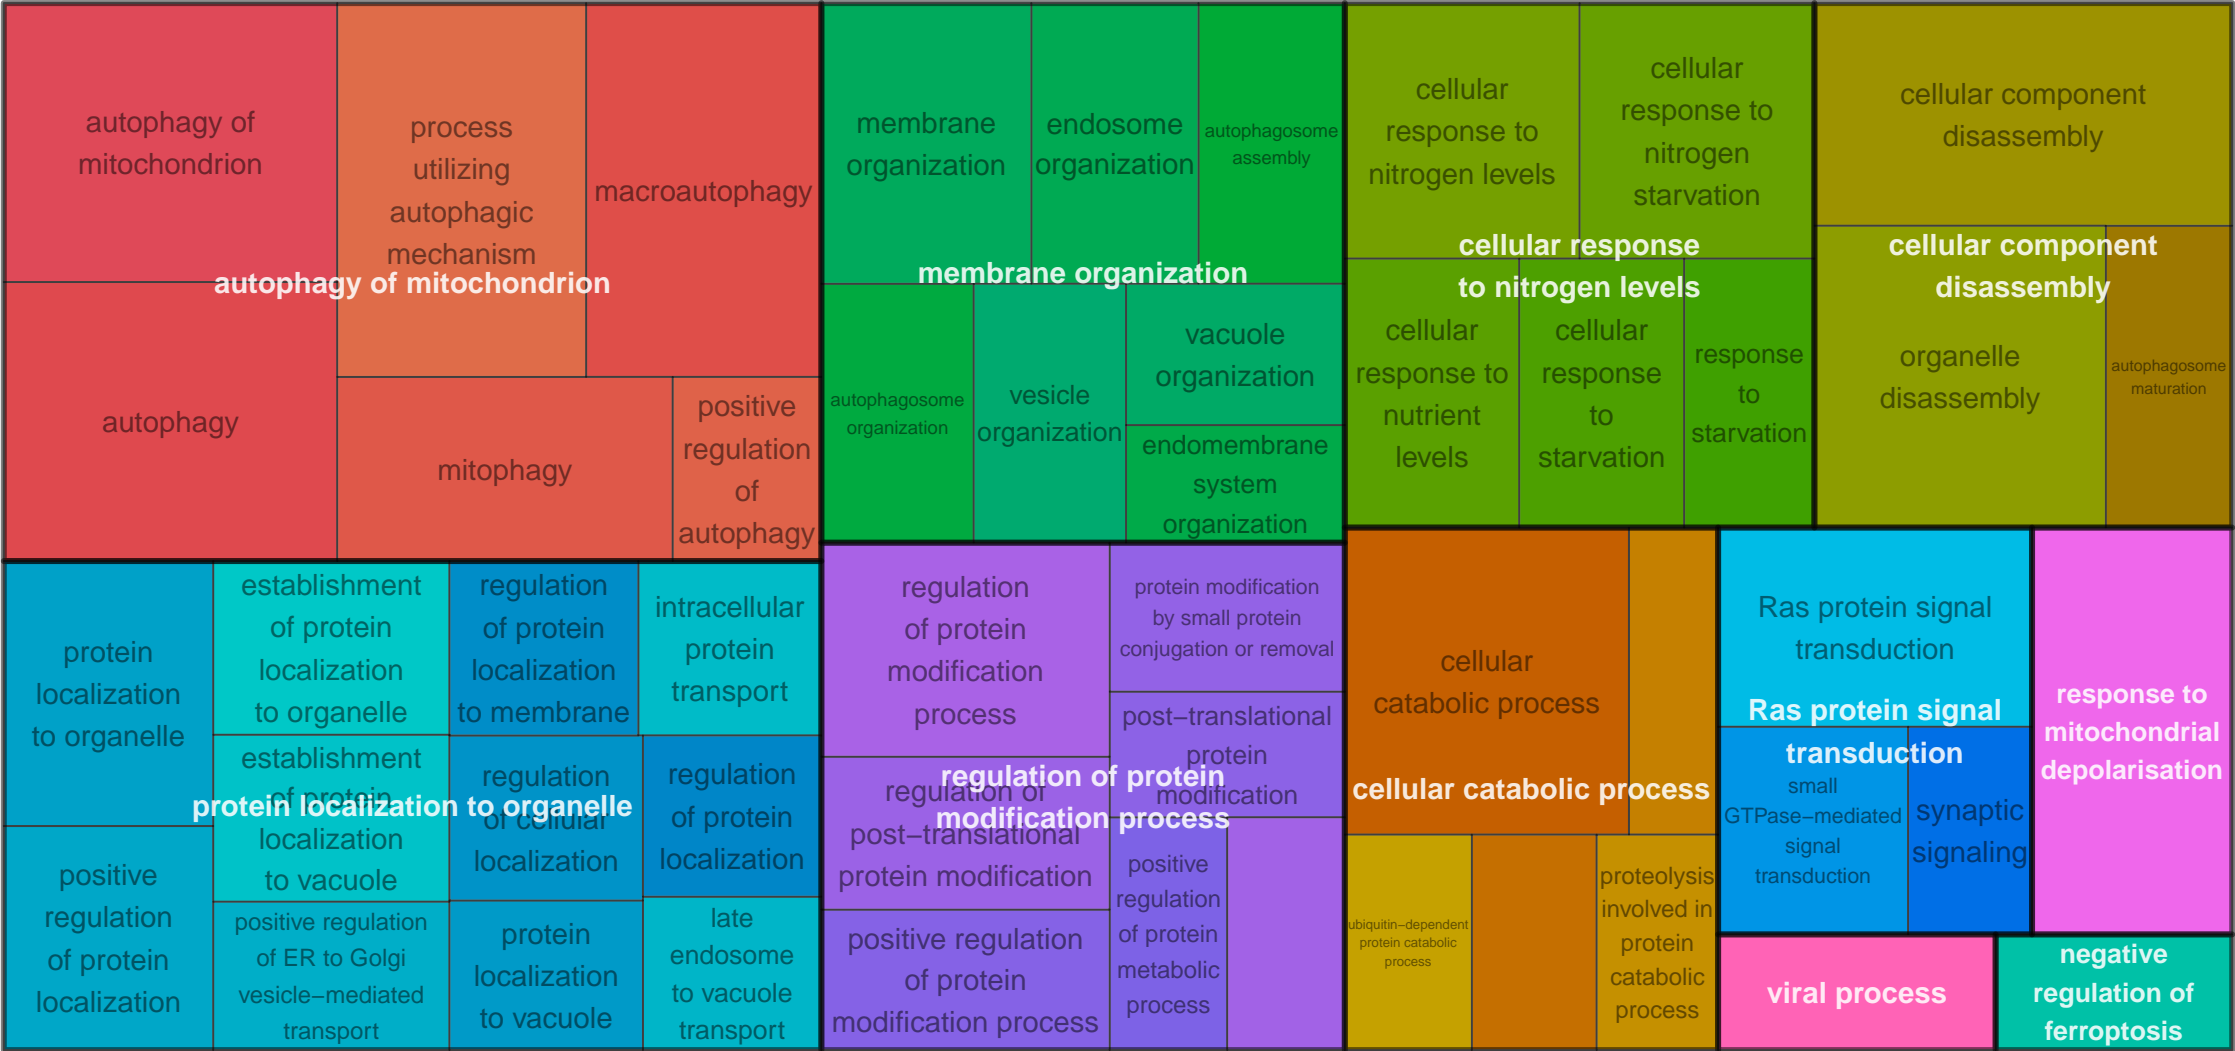 autophagy of
mitochondrion
process
utilizing
autophagic
mechanism
macroautophagy
autophagy of mitochondrion
autophagy
mitophagy
positive
regulation
of
autophagy
membrane
organization
endosome
organization
autophagosome
assembly
membrane organization
autophagosome
organization
vesicle
organization
vacuole
organization
endomembrane
system
organization
cellular
response to
nitrogen levels
cellular
response to
nitrogen
starvation
cellular response
to nitrogen levels
cellular
response to
nutrient
levels
cellular
response
to
starvation
response
to
starvation
cellular component
disassembly
cellular component
disassembly
organelle
disassembly
autophagosome
maturation
protein
localization
to organelle
establishment
of protein
localization
to organelle
regulation
of protein
localization
to membrane
intracellular
protein
transport
establishment
of protein
localization
to vacuole
protein localization to organelle
regulation
of cellular
localization
regulation
of protein
localization
positive
regulation
of protein
localization
positive regulation
of ER to Golgi
vesicle−mediated
transport
protein
localization
to vacuole
late
endosome
to vacuole
transport
regulation
of protein
modification
process
protein modification
by small protein
conjugation or removal
post−translational
protein
modification
regulation of protein
modification process
regulation of
post−translational
protein modification
positive regulation
of protein
modification process
positive
regulation
of protein
metabolic
process
cellular
catabolic process
cellular catabolic process
ubiquitin−dependent
protein catabolic
process
proteolysis
involved in
protein
catabolic
process
Ras protein signal
transduction
Ras protein signal
transduction
small
GTPase−mediated
signal
transduction
synaptic
signaling
response to
mitochondrial
depolarisation
viral process
negative
regulation of
ferroptosis